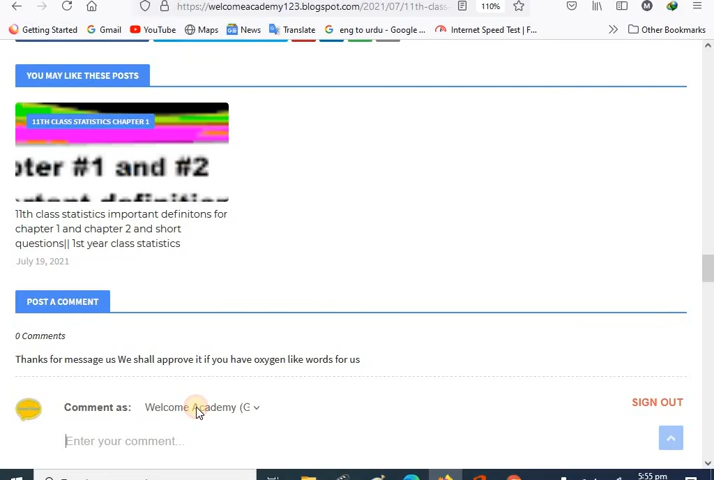 https://welcomeacademy123.blogspot.com/2021/07/11th-class-
110%
Getting Started
Gmail
YouTube
Maps
News
Translate
eng to urdu - Google ...
Internet Speed Test | F...
Other Bookmarks
YOU MAY LIKE THESE POSTS
11TH CLASS STATISTICS CHAPTER 1
pter #1 and #2
11th class statistics important definitons for
chapter 1 and chapter 2 and short
questions|| 1st year class statistics
July 19, 2021
POST A COMMENT
0 Comments
Thanks for message us We shall approve it if you have oxygen like words for us
Comment as:
Welcome Academy (G
SIGN OUT
Enter your comment...
5:55 pm